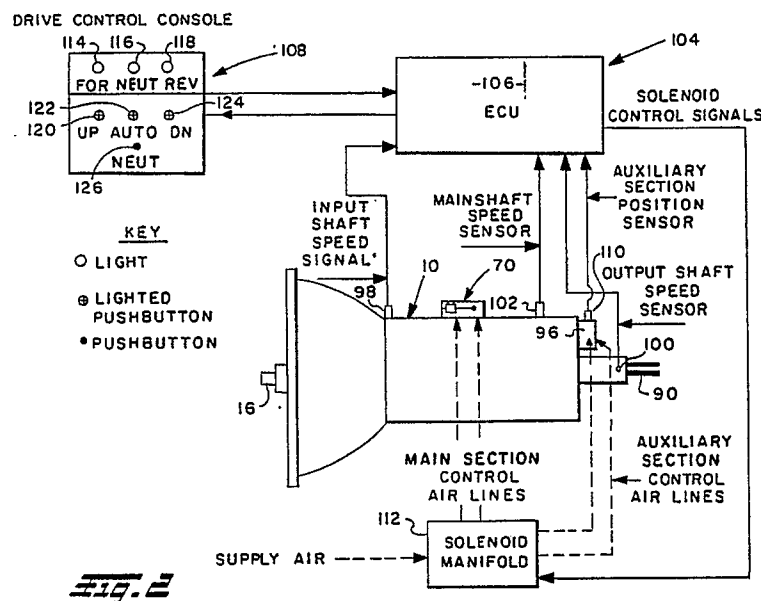 DRIVE CONTROL CONSOLE
114 116 118
108
FOR NEUT REV
122
124
120
UP AUTO DN
NEUT
126
104
-106-
ECU
SOLENOID
CONTROL SIGNALS
KEY
LIGHT
LIGHTED
PUSHBUTTON
PUSHBUTTON
INPUT
SHAFT
SPEED
SIGNAL
MAINSHAFT
SPEED
SENSOR
AUXILIARY
SECTION
POSITION
SENSOR
110
OUTPUT SHAFT
SPEED
SENSOR
98
10
70
102
96
100
90
16
MAIN SECTION
CONTROL
AIR LINES
AUXILIARY
SECTION
CONTROL
AIR LINES
112
SOLENOID
MANIFOLD
SUPPLY AIR
Fig. 2